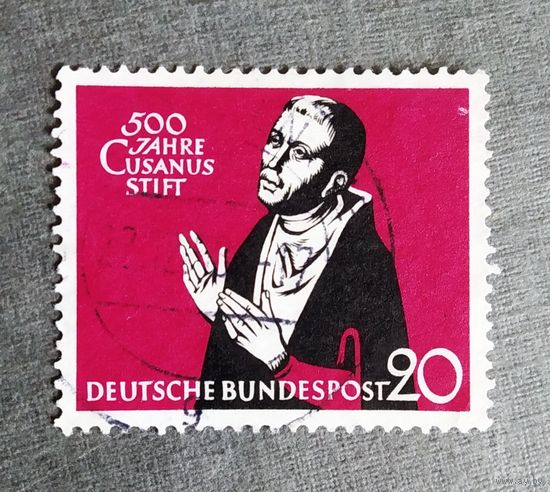 500
JAHRE
CUSANUS
STIFT
DEUTSCHE BUNDESPOST 20